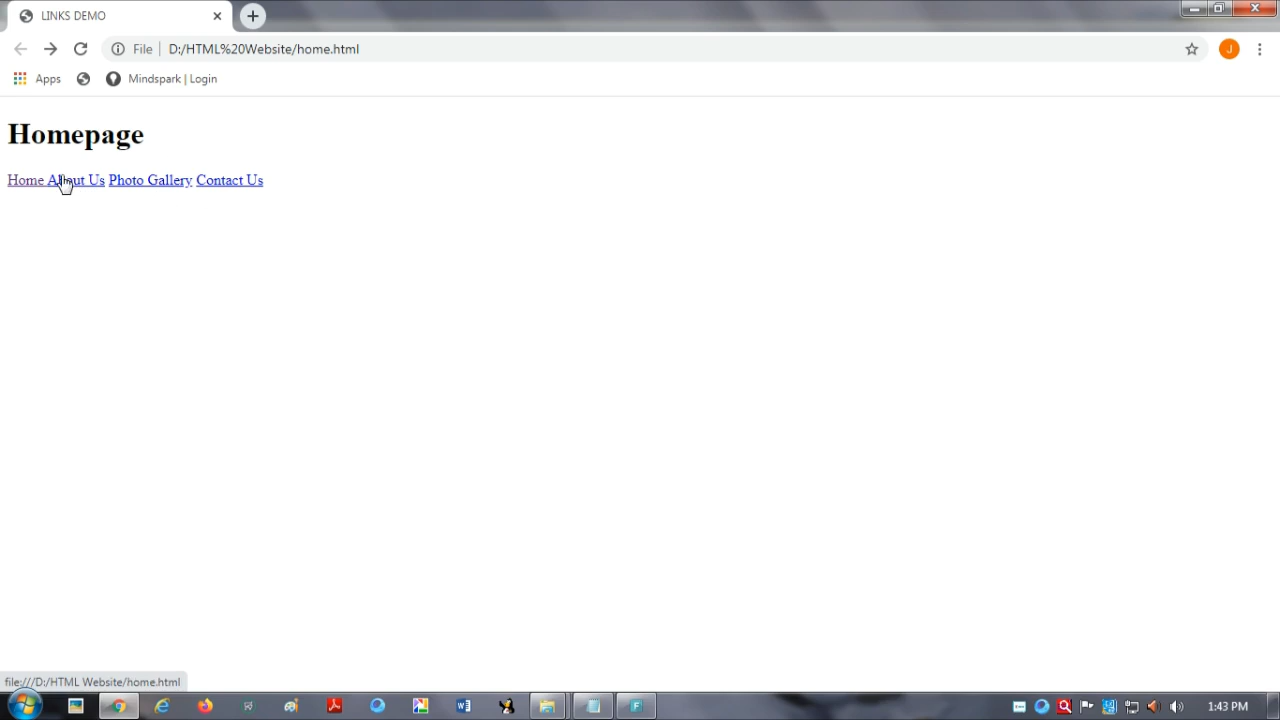 LINKS DEMO
File D:/HTML%20Website/home.html
J
Apps Mindspark | Login
Homepage
Home About Us Photo Gallery Contact Us
file:///D:/HTML Website/home.html
1:43 PM